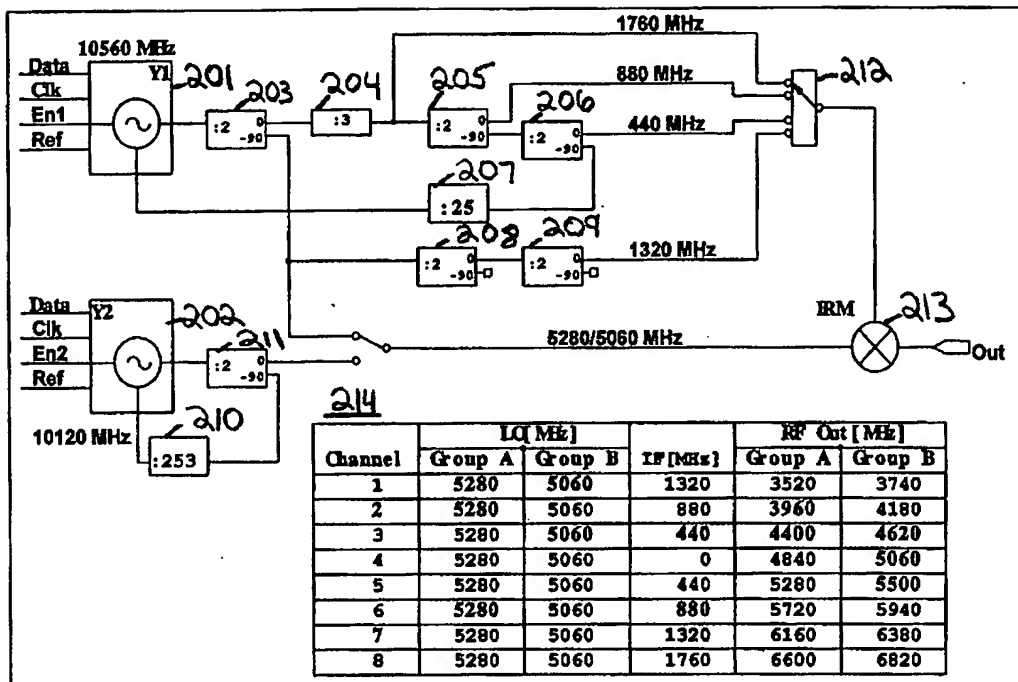 1760 MHz
10560 MHz
880 MHz
Data
Y1
201
203
204
205
206
212
Clk
En1
Ref
:2
0
-90
:3
:2
0
-90
:2
0
-90
440 MHz
207
:25
208
209
:2
0
-90
:2
0
-90
1320 MHz
Data
Y2
202
Clk
211
IRM
213
En2
:2
0
-90
5280/5060 MHz
Out
Ref
210
10120 MHz
:253
214
Channel LO[MHz] IF[MHz] RF Out [MHz]
Group A Group B Group A Group B
1 5280 5060 1320 3520 3740
2 5280 5060 880 3960 4180
3 5280 5060 440 4400 4620
4 5280 5060 0 4840 5060
5 5280 5060 440 5280 5500
6 5280 5060 880 5720 5940
7 5280 5060 1320 6160 6380
8 5280 5060 1760 6600 6820